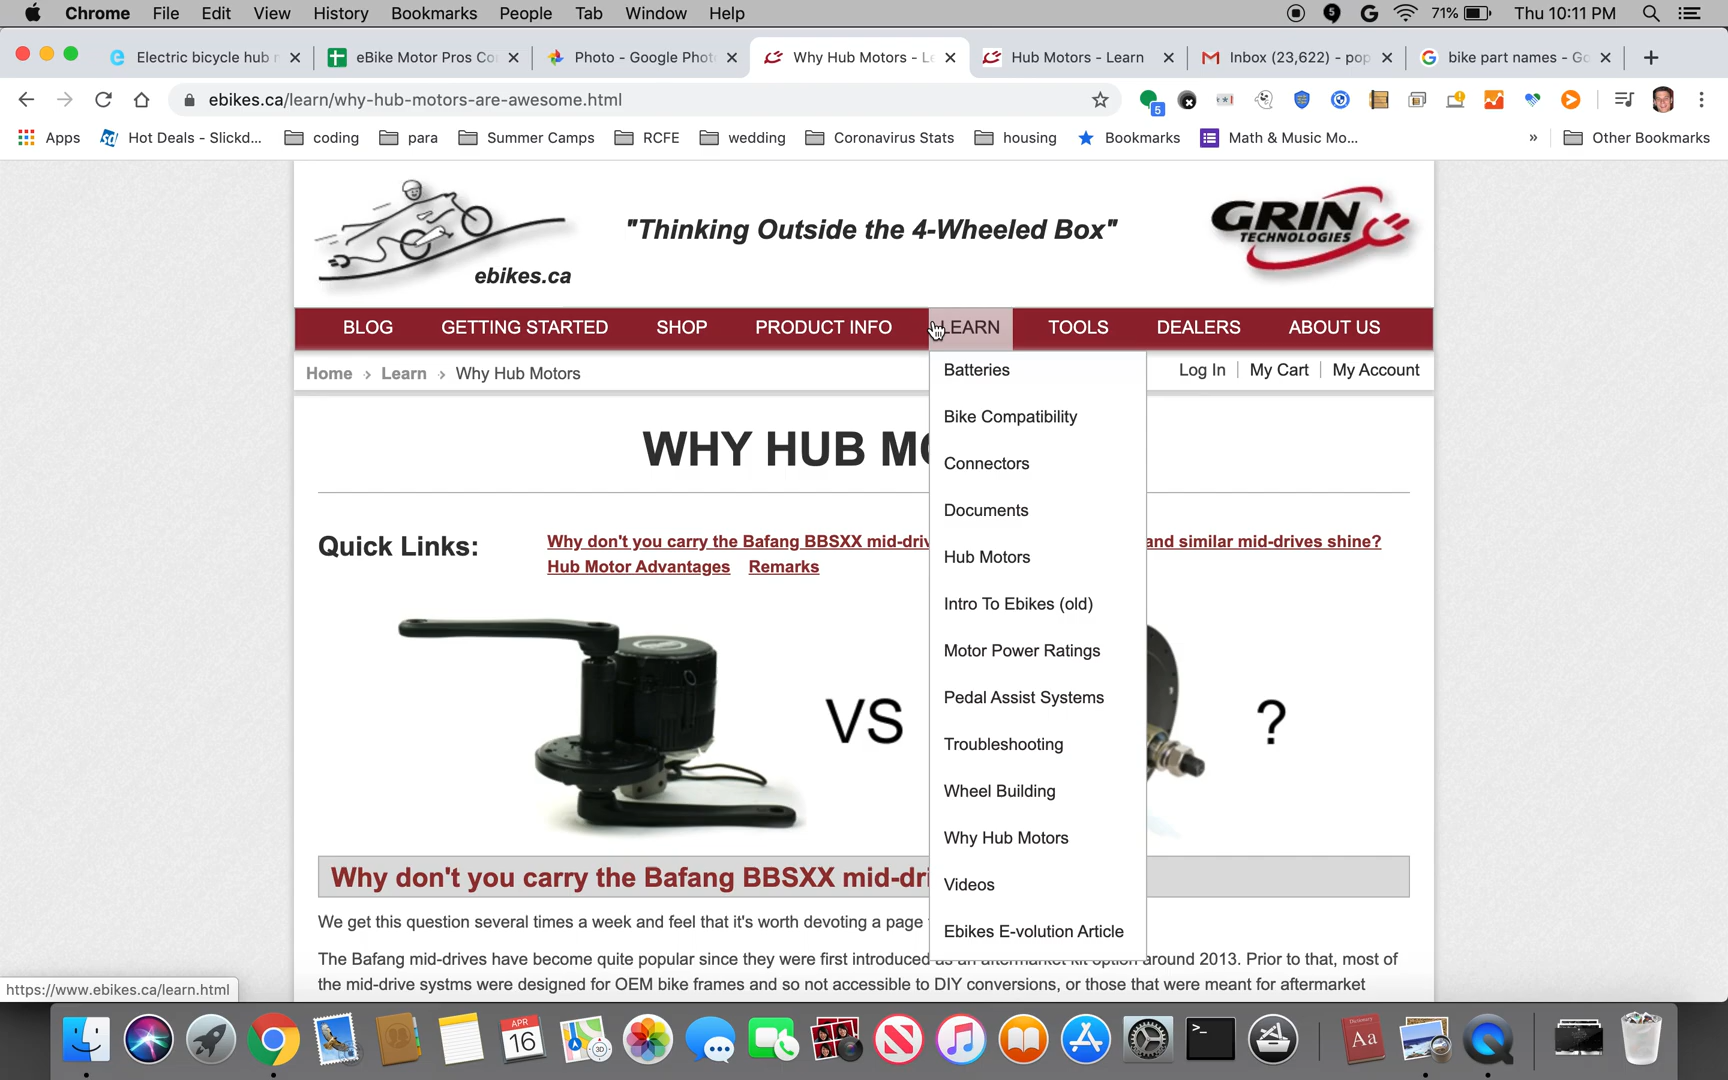 Chrome File Edit View History Bookmarks People Tab Window Help 71% Thu 10:11 PM
Electric bicycle hub eBike Motor Pros Photo - Google Phot Why Hub Motors - Hub Motors - Learn Inbox (23,622) - pop bike part names -
ebikes.ca/learn/why-hub-motors-are-awesome.html 5
Apps Hot Deals - Slickd... coding para Summer Camps RCFE wedding Coronavirus Stats housing Bookmarks Math & Music Mo... » Other Bookmarks
"Thinking Outside the 4-Wheeled Box"
GRIN
TECHNOLOGIES
ebikes.ca
BLOG GETTING STARTED SHOP PRODUCT INFO LEARN TOOLS DEALERS ABOUT US
Home › Learn › Why Hub Motors
Log In My Cart My Account
Batteries
Bike Compatibility
Connectors
Documents
Hub Motors
Intro To Ebikes (old)
Motor Power Ratings
Pedal Assist Systems
Troubleshooting
Wheel Building
Why Hub Motors
Videos
Ebikes E-volution Article
WHY HUB
Quick Links:
Why don't you carry the Bafang BBSXX and similar mid-drives shine?
Hub Motor Advantages Remarks
VS ?
Why don't you carry the Bafang BBSXX
We get this question several times a week and feel that it's worth devoting a page
The Bafang mid-drives have become quite popular since they were first introduced around 2013. Prior to that, most of
the mid-drive systms were designed for OEM bike frames and so not accessible to DIY conversions, or those that were meant for aftermarket
https://www.ebikes.ca/learn.html
APR
16
3D
Aa